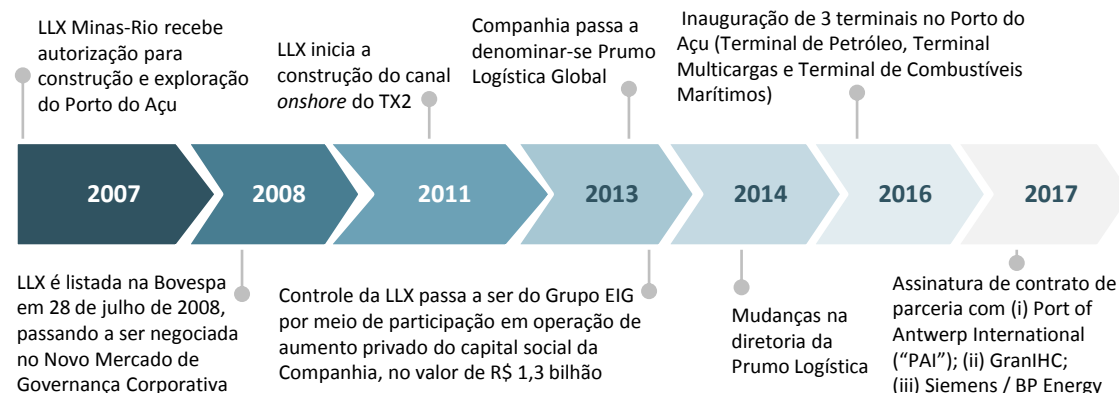 LLX Minas-Rio recebe
autorização para
construção e exploração
do Porto do Açu
LLX inicia a
construção do canal
onshore do TX2
Companhia passa a
denominar-se Prumo
Logística Global
Inauguração de 3 terminais no Porto do
Açu (Terminal de Petróleo, Terminal
Multicargas e Terminal de Combustíveis
Marítimos)
2007
2008
2011
2013
2014
2016
2017
LLX é listada na Bovespa
em 28 de julho de 2008,
passando a ser negociada
no Novo Mercado de
Governança Corporativa
Controle da LLX passa a ser do Grupo EIG
por meio de participação em operação de
aumento privado do capital social da
Companhia, no valor de R$ 1,3 bilhão
Mudanças na
diretoria da
Prumo Logística
Assinatura de contrato de
parceria com (i) Port of
Antwerp International
(“PAI”); (ii) GranIHC;
(iii) Siemens / BP Energy